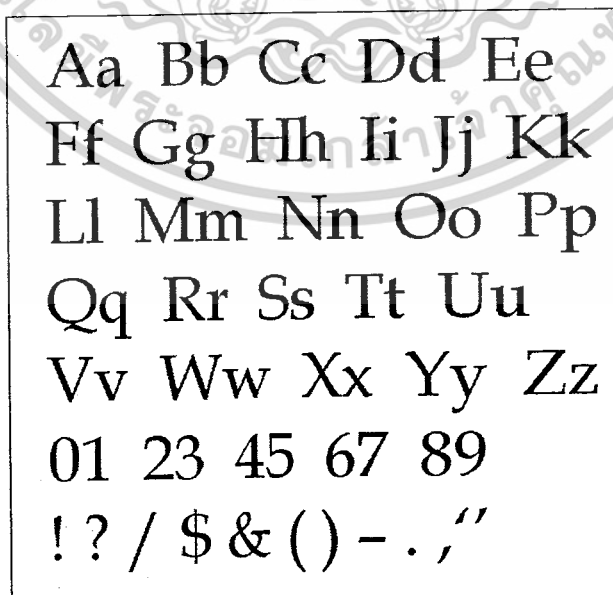 Aa Bb Cc Dd Ee
Ff Gg Hh Ii Jj Kk
Ll Mm Nn Oo Pp
Qq Rr Ss Tt Uu
Vv Ww Xx Yy Zz
01 23 45 67 89
! ? / $ & ( ) – . , ‘ ’